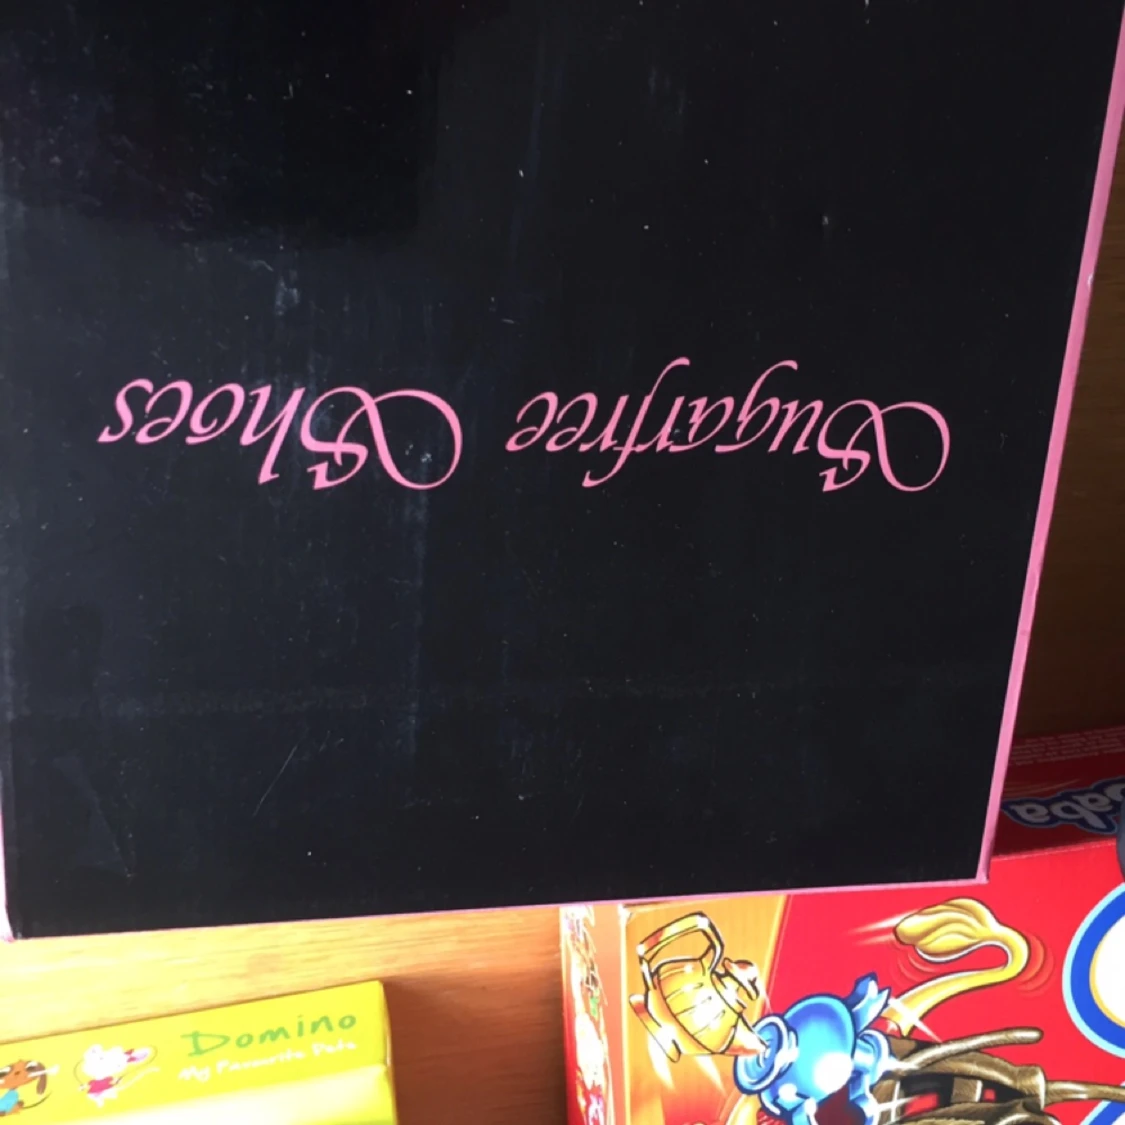 Sugarfree Shoes
Domino
My Favourite Pets